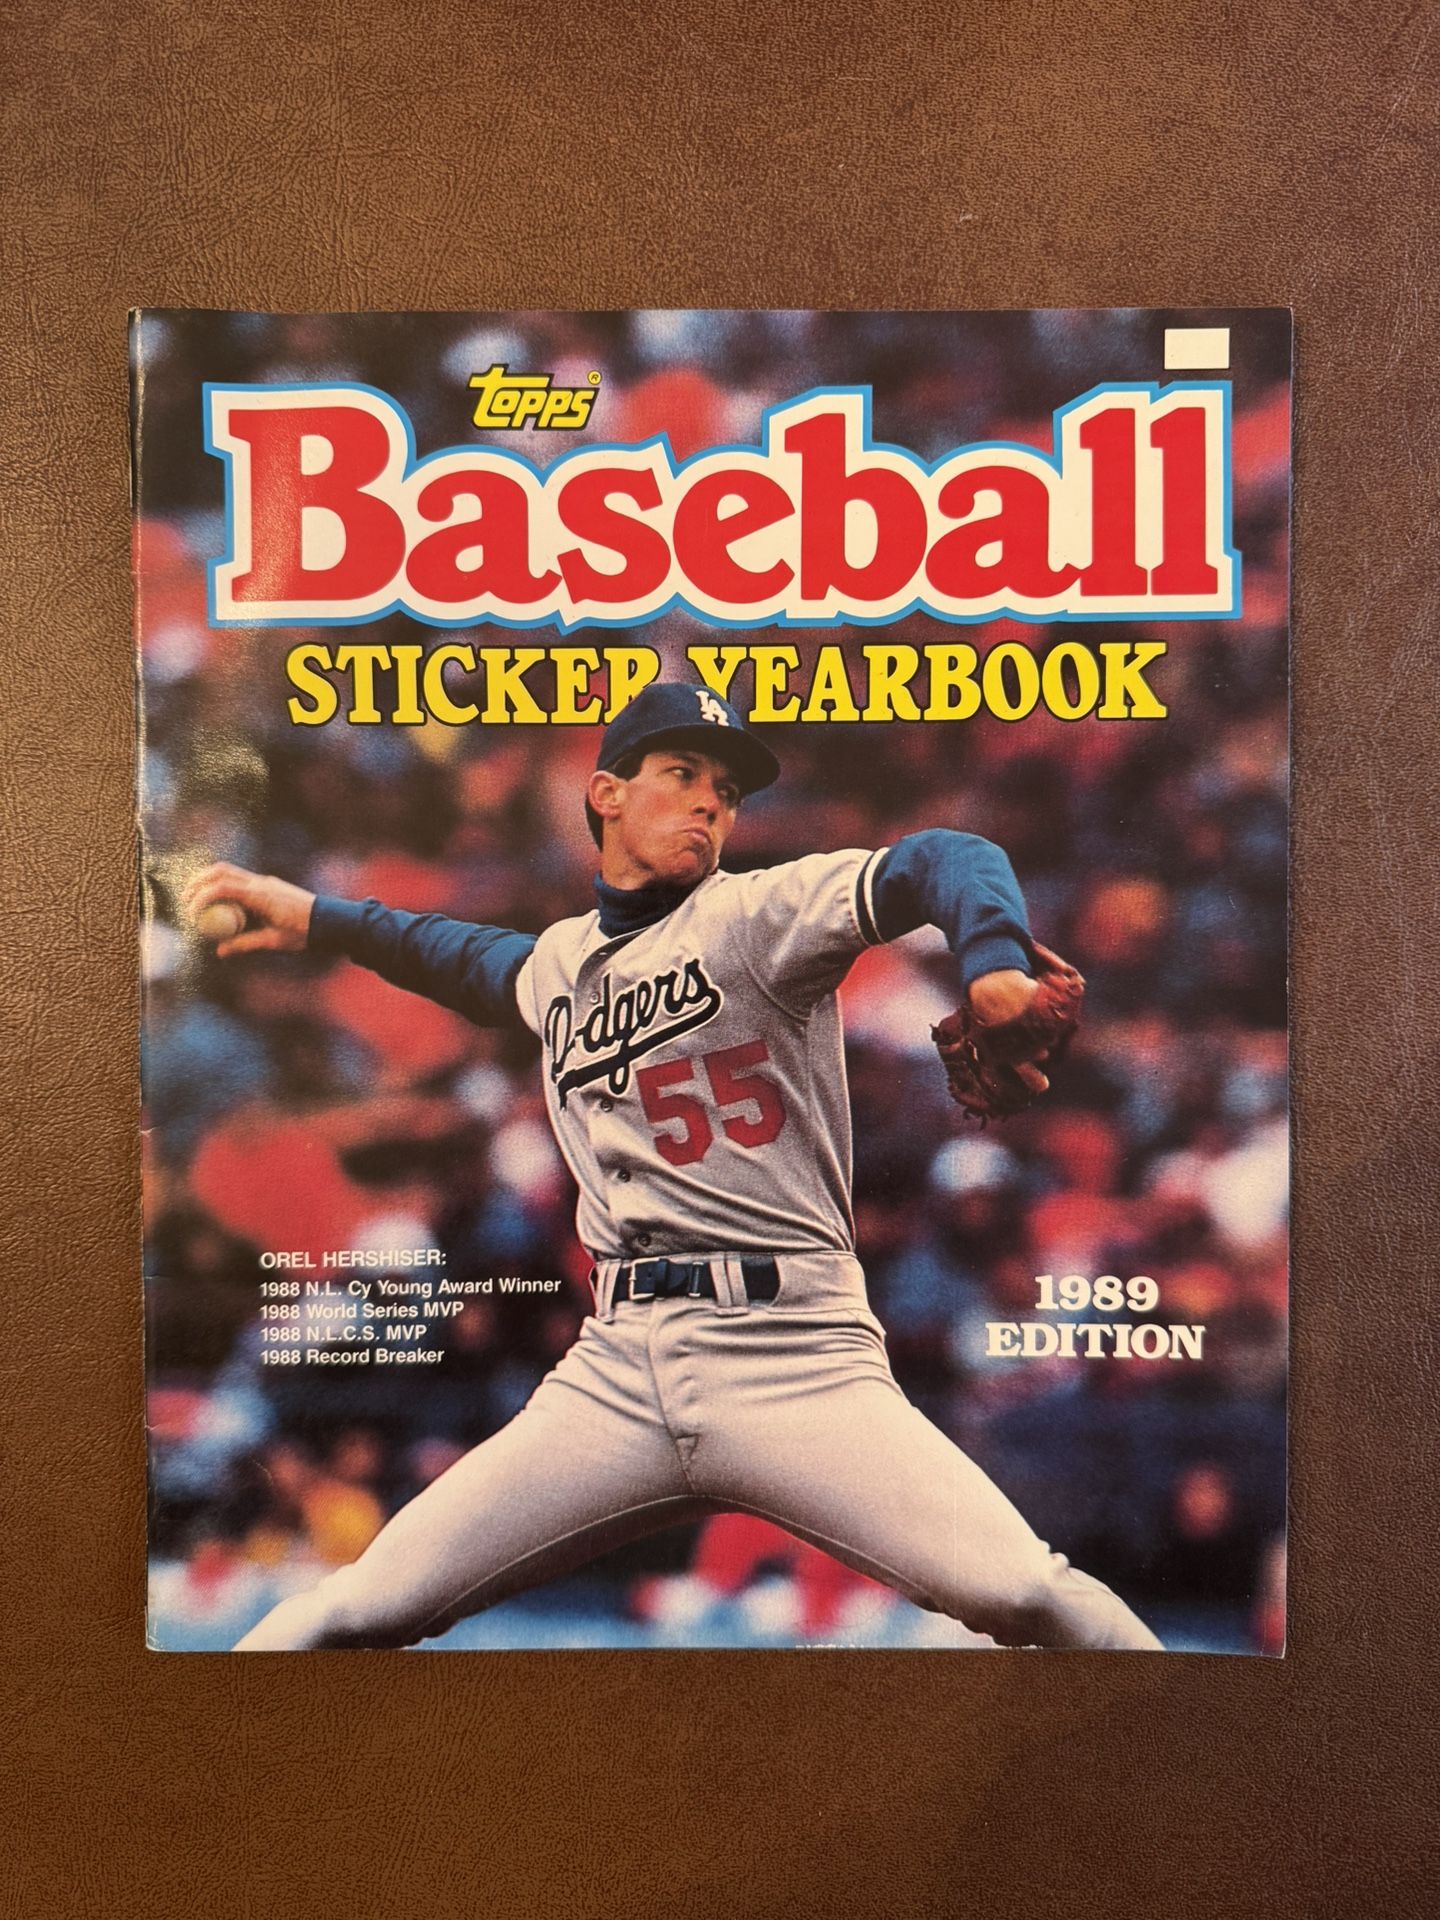 topps®
Baseball
STICKER YEARBOOK
LA
Dodgers
55
OREL HERSHISER:
1988 N.L. Cy Young Award Winner
1988 World Series MVP
1988 N.L.C.S. MVP
1988 Record Breaker
1989
EDITION